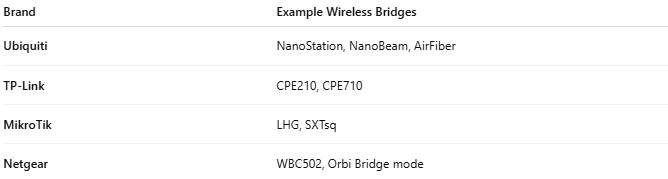 Brand Example Wireless Bridges
Ubiquiti NanoStation, NanoBeam, AirFiber
TP-Link CPE210, CPE710
MikroTik LHG, SXTsq
Netgear WBC502, Orbi Bridge mode